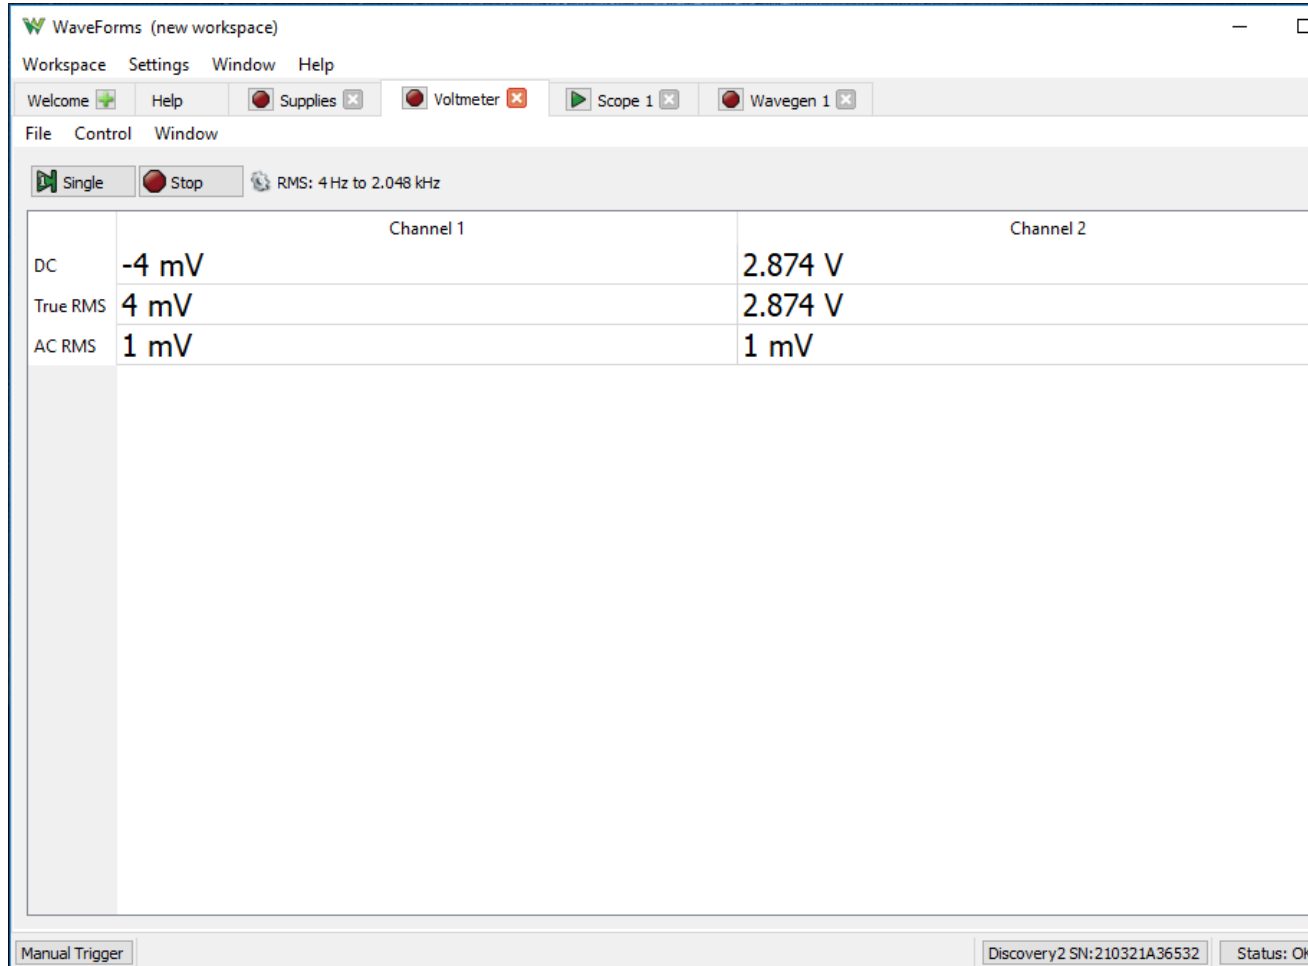 WaveForms (new workspace)
Workspace Settings Window Help
Welcome Help Supplies Voltmeter Scope 1 Wavegen 1
File Control Window
Single Stop RMS: 4 Hz to 2.048 kHz
Channel 1 Channel 2
DC -4 mV 2.874 V
True RMS 4 mV 2.874 V
AC RMS 1 mV 1 mV
Manual Trigger Discovery2 SN:210321A36532 Status: OK